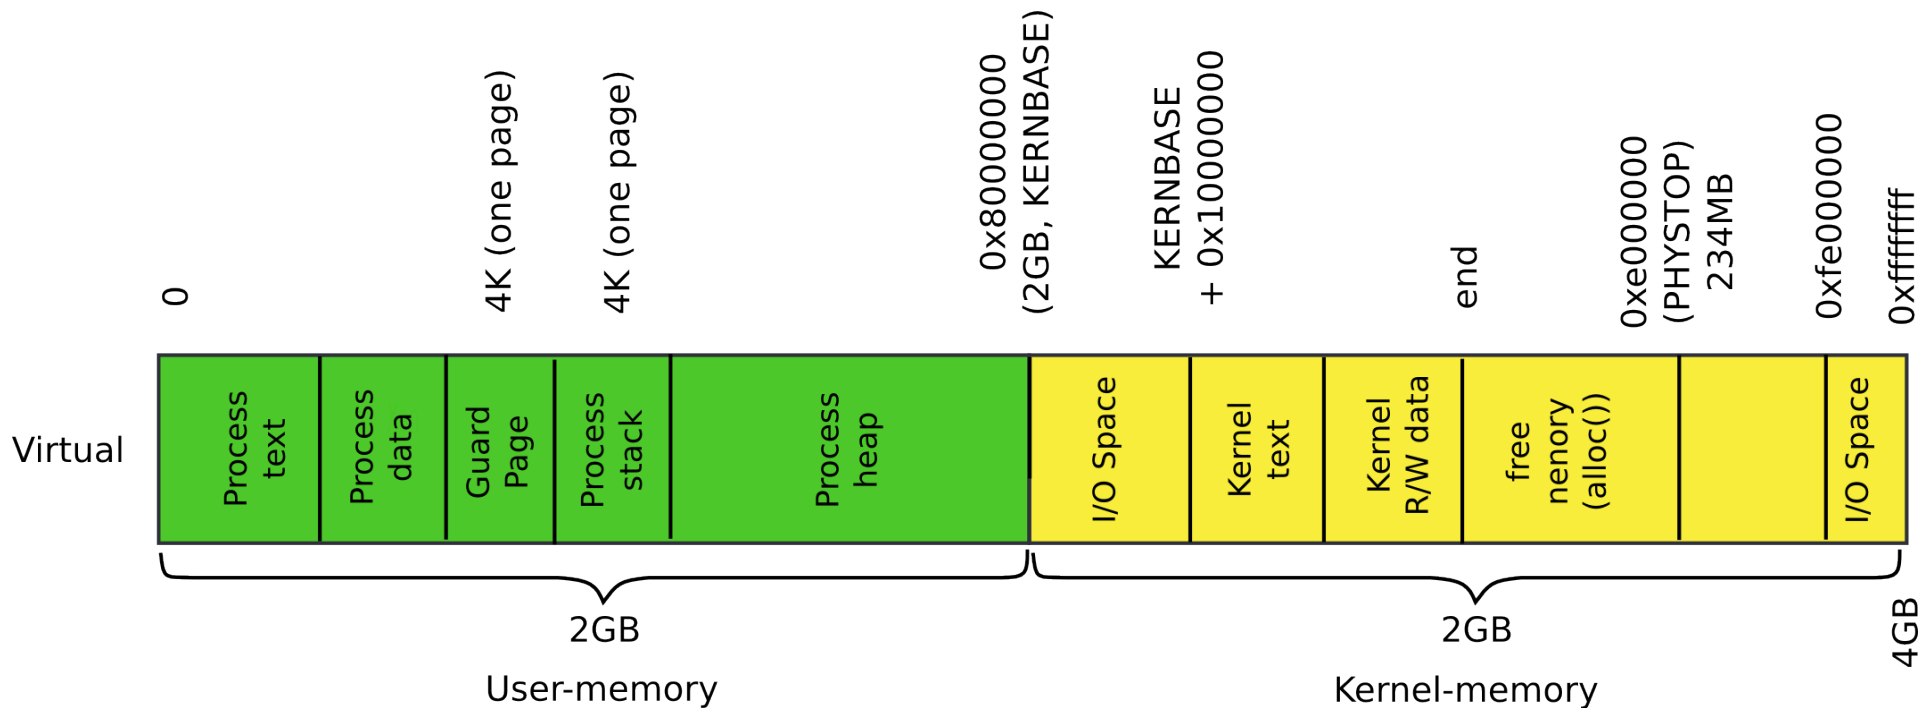 0
4K (one page)
4K (one page)
0x80000000
(2GB, KERNBASE)
KERNBASE
+ 0x10000000
end
0xe000000
(PHYSTOP)
234MB
0xfe000000
0xffffffff
Virtual
Process
text
Process
data
Guard
Page
Process
stack
Process
heap
I/O Space
Kernel
text
Kernel
R/W data
free
nenory
(alloc())
I/O Space
2GB
2GB
4GB
User-memory
Kernel-memory